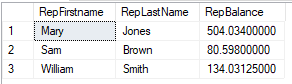 RepFirstname RepLastName RepBalance
1 Mary Jones 504.03400000
2 Sam Brown 80.59800000
3 William Smith 134.03125000